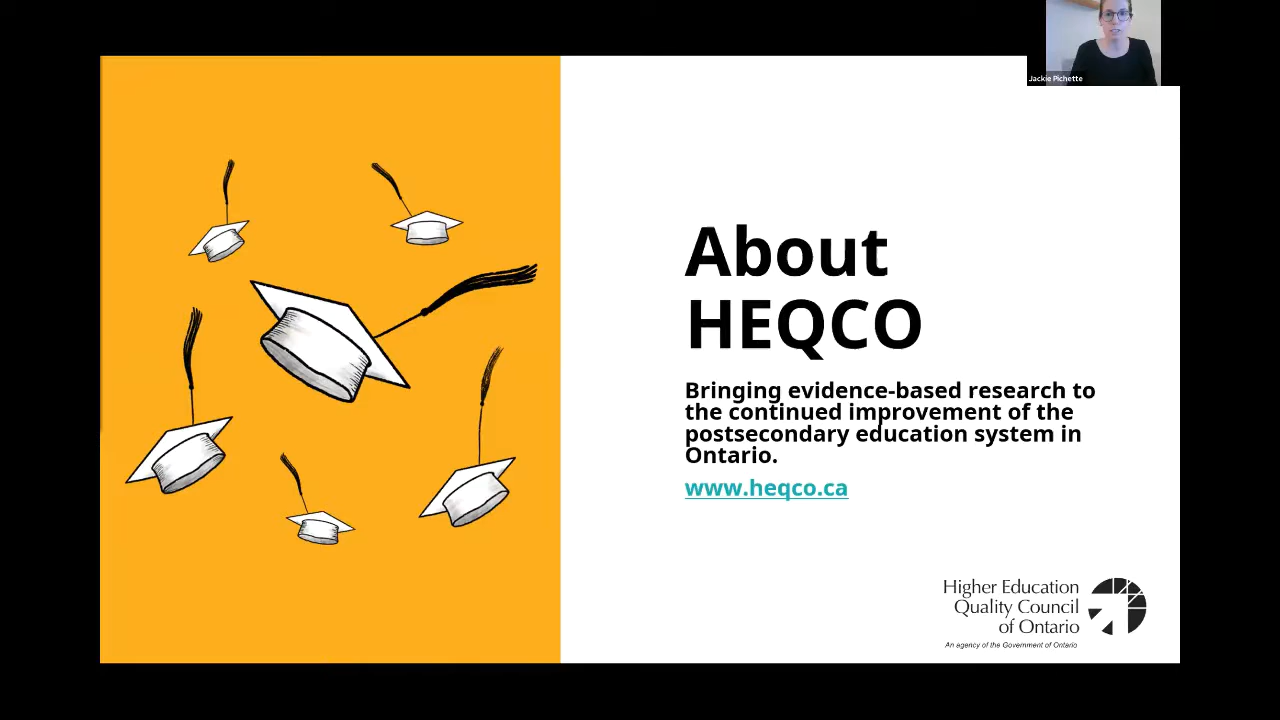 Jackie Pichette
About
HEQCO
Bringing evidence-based research to
the continued improvement of the
postsecondary education system in
Ontario.
www.heqco.ca
Higher Education
Quality Council
of Ontario
An agency of the Government of Ontario